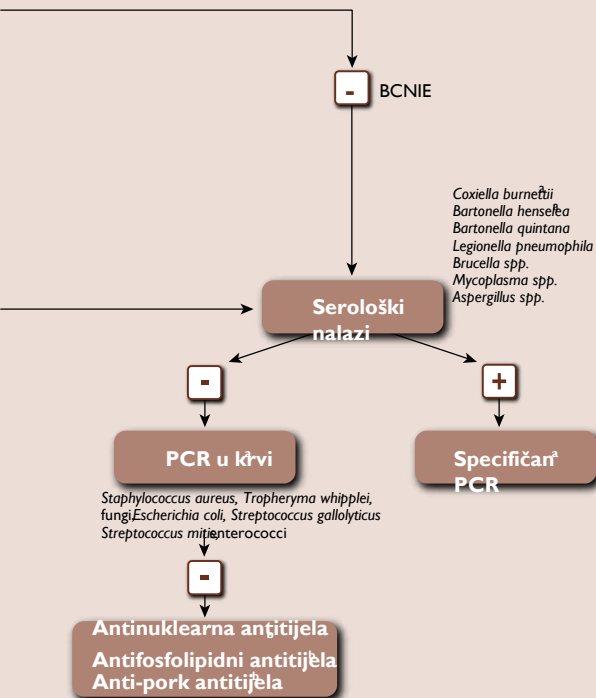 - BCNIE
Coxiella burnettii a
Bartonella henselea a
Bartonella quintana
Legionella pneumophila
Brucella spp.
Mycoplasma spp.
Aspergillus spp.
Serološki
nalazi
- +
PCR u krvi a
Specifičan a
PCR
Staphylococcus aureus, Tropheryma whipplei,
fungi, Escherichia coli, Streptococcus gallolyticus
Streptococcus mitis, enterococci
-
Antinuklearna antitijela b
Antifosfolipidni antitijela b
Anti-pork antitijela b